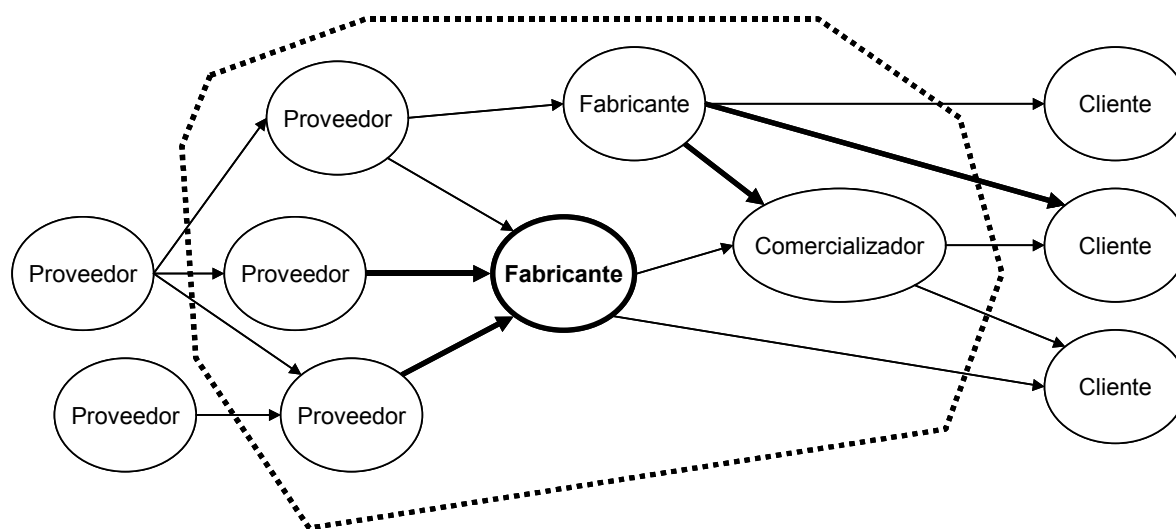 Proveedor
Fabricante
Cliente
Proveedor
Proveedor
Fabricante
Comercializador
Cliente
Proveedor
Proveedor
Cliente